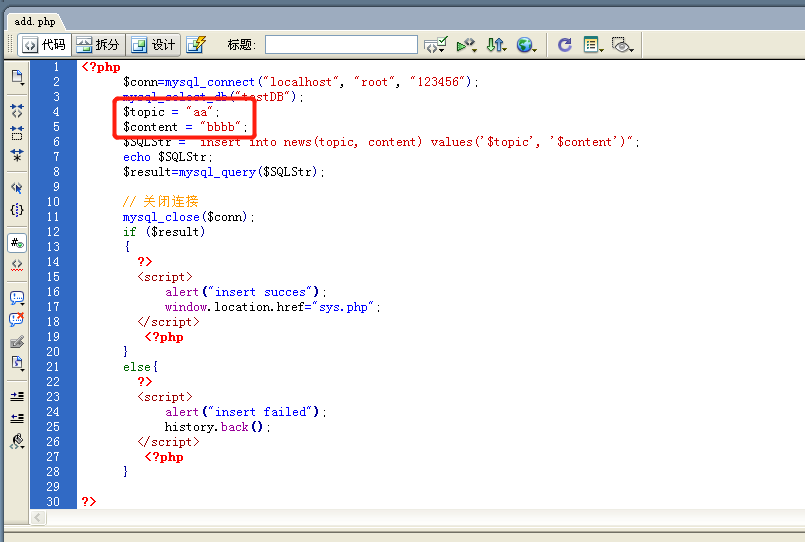 add.php
代码 拆分 设计 标题:
1 <?php
2 $conn=mysql_connect("localhost", "root", "123456");
3 mysql_select_db("testDB");
4 $topic = "aa";
5 $content = "bbbb";
6 $SQLStr = "insert into news(topic, content) values('$topic', '$content')";
7 echo $SQLStr;
8 $result=mysql_query($SQLStr);
9
10 // 关闭连接
11 mysql_close($conn);
12 if ($result)
13 {
14 ?>
15 <script>
16 alert("insert succes");
17 window.location.href="sys.php";
18 </script>
19 <?php
20 }
21 else{
22 ?>
23 <script>
24 alert("insert failed");
25 history.back();
26 </script>
27 <?php
28 }
29
30 ?>